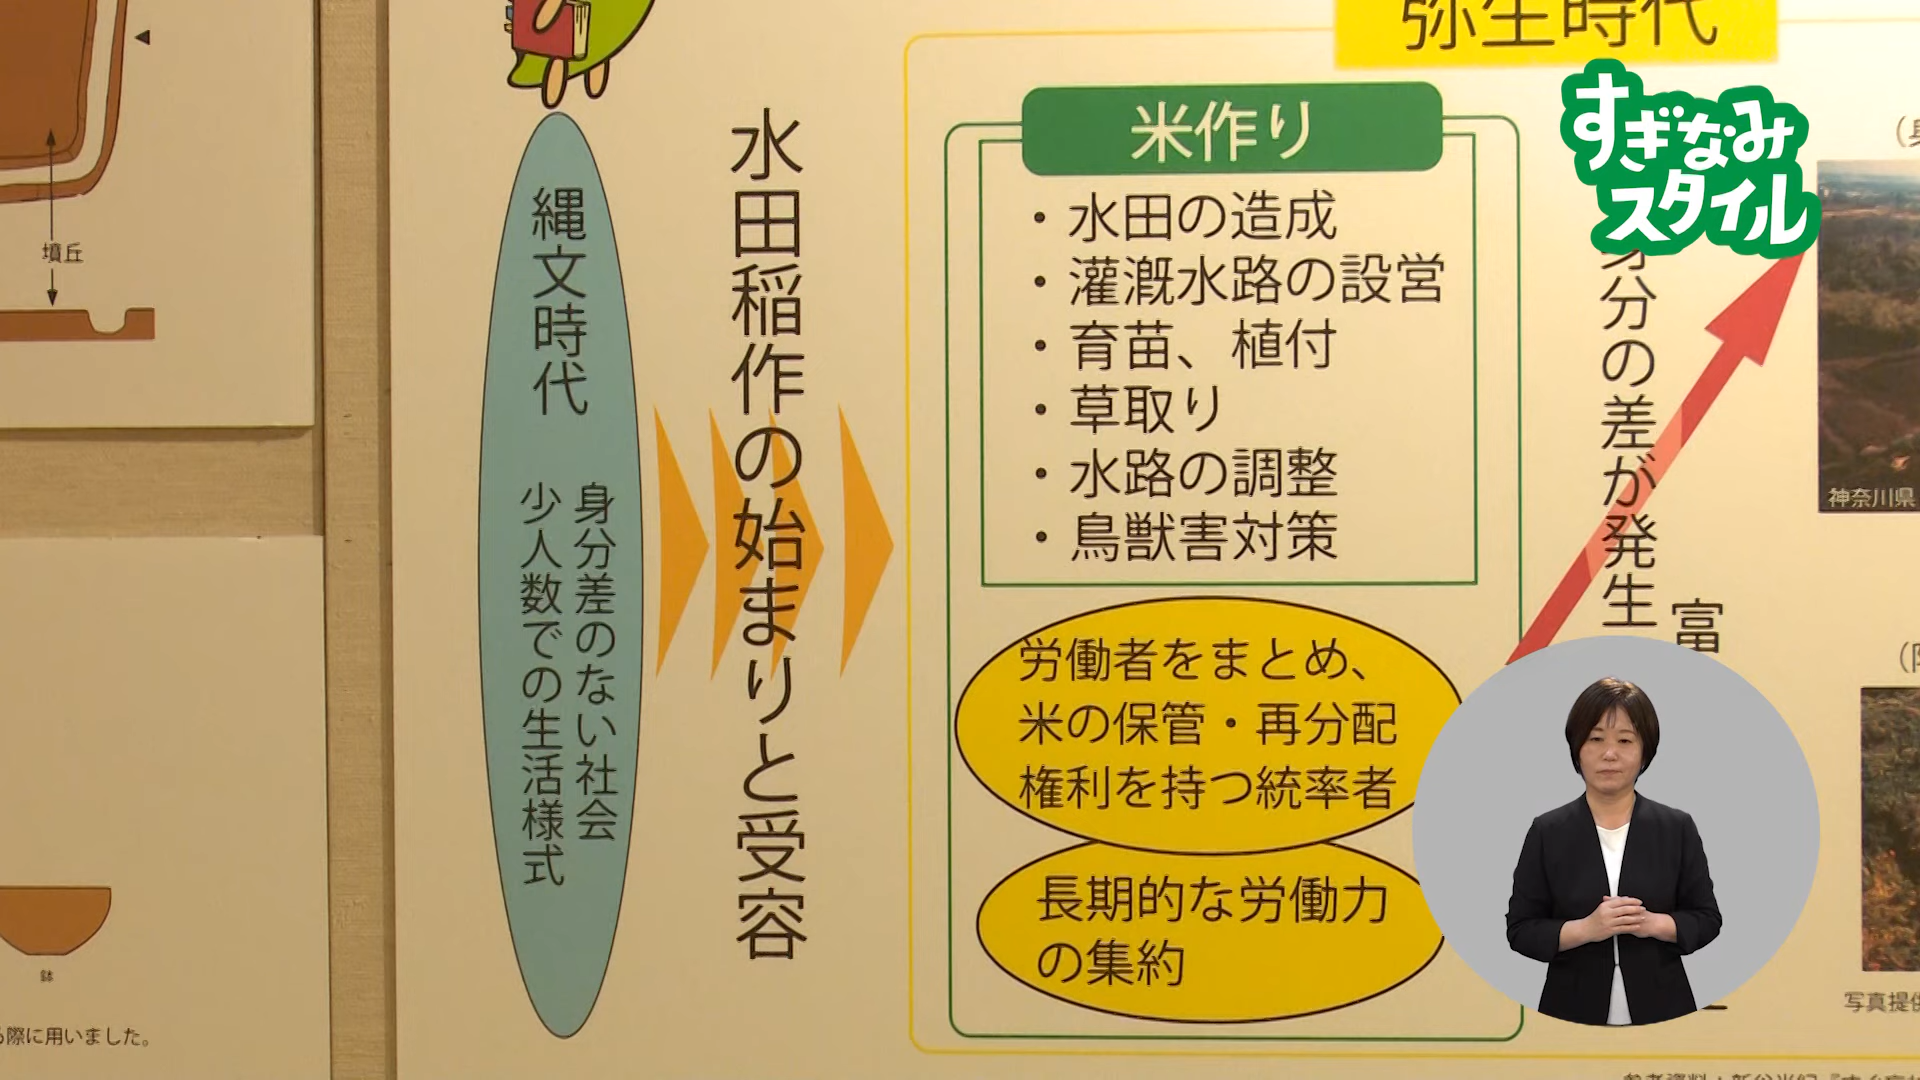 弥生時代
すぎなみ
スタイル
墳丘
縄文時代
身分差のない社会
少人数での生活様式
水田稲作の始まりと受容
米作り
・水田の造成
・灌漑水路の設営
・育苗、植付
・草取り
・水路の調整
・鳥獣害対策
労働者をまとめ、
米の保管・再分配
権利を持つ統率者
長期的な労働力
の集約
身分の差が発生
富
神奈川県
写真提供
鉢
る際に用いました。